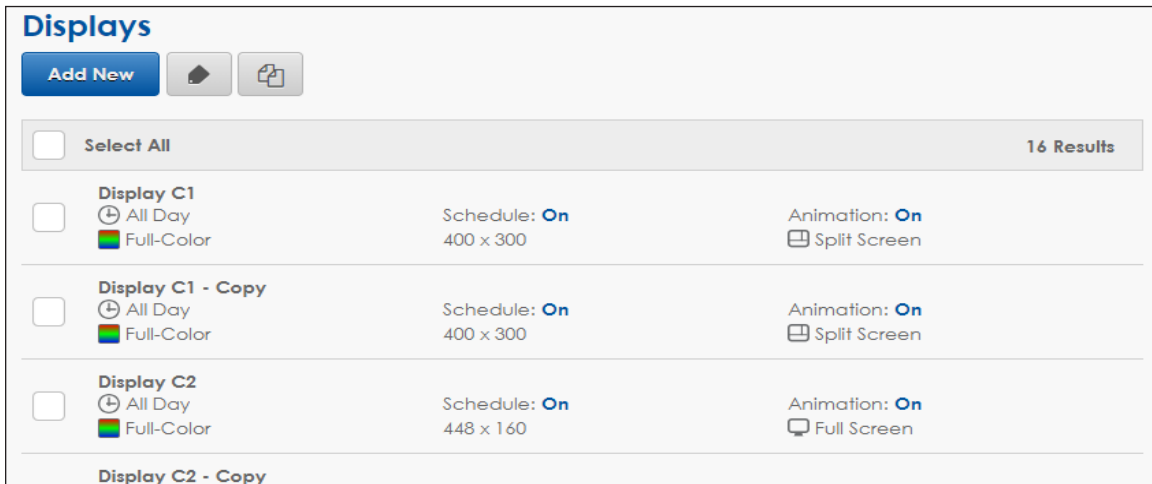 Displays
Add New
Select All 16 Results
Display C1
All Day Schedule: On Animation: On
Full-Color 400 x 300 Split Screen
Display C1 - Copy
All Day Schedule: On Animation: On
Full-Color 400 x 300 Split Screen
Display C2
All Day Schedule: On Animation: On
Full-Color 448 x 160 Full Screen
Display C2 - Copy